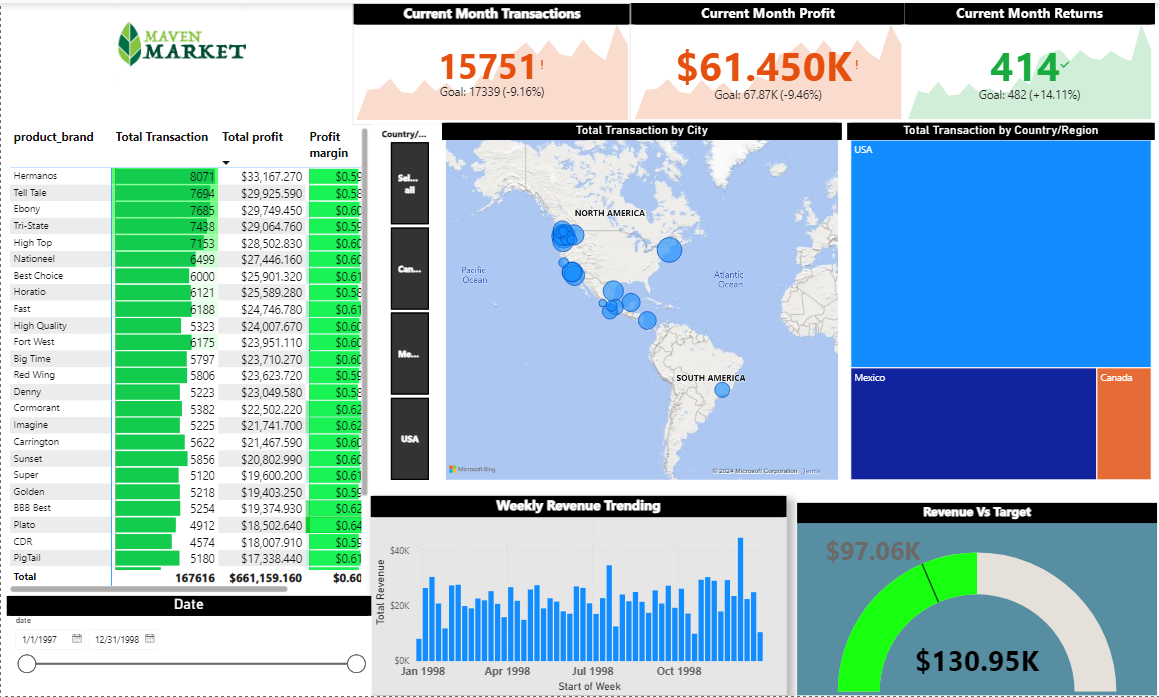 MAVEN
MARKET
Current Month Transactions
15751!
Goal: 17339 (-9.16%)
Current Month Profit
$61.450K!
Goal: 67.87K (-9.46%)
Current Month Returns
414
Goal: 482 (+14.11%)
product_brand Total Transaction Total profit Profit margin
Hermanos 8071 $33,167.270 $0.59
Tell Tale 7694 $29,925.590 $0.58
Ebony 7685 $29,749.450 $0.60
Tri-State 7438 $29,064.760 $0.59
High Top 7153 $28,502.830 $0.60
Nationeel 6499 $27,446.160 $0.60
Best Choice 6000 $25,901.320 $0.61
Horatio 6121 $25,589.280 $0.58
Fast 6188 $24,746.780 $0.61
High Quality 5323 $24,007.670 $0.60
Fort West 6175 $23,951.110 $0.60
Big Time 5797 $23,710.270 $0.60
Red Wing 5806 $23,623.720 $0.59
Denny 5223 $23,049.580 $0.58
Cormorant 5382 $22,502.220 $0.62
Imagine 5225 $21,741.700 $0.62
Carrington 5622 $21,467.590 $0.60
Sunset 5856 $20,802.990 $0.60
Super 5120 $19,600.200 $0.61
Golden 5218 $19,403.250 $0.59
BBB Best 5254 $19,374.930 $0.62
Plato 4912 $18,502.640 $0.64
CDR 4574 $18,007.910 $0.59
PigTail 5180 $17,338.440 $0.61
Total 167616 $661,159.160 $0.60
Date
date
1/1/1997 12/31/1998
Country/...
Sel... all
Can...
Me...
USA
Total Transaction by City
NORTH AMERICA
Pacific
Ocean
Atlantic
Ocean
SOUTH AMERICA
Microsoft Bing
© 2024 Microsoft Corporation Terms
Total Transaction by Country/Region
USA
Mexico
Canada
Weekly Revenue Trending
Total Revenue
$40K
$20K
$0K
Jan 1998 Apr 1998 Jul 1998 Oct 1998
Start of Week
Revenue Vs Target
$97.06K
$130.95K